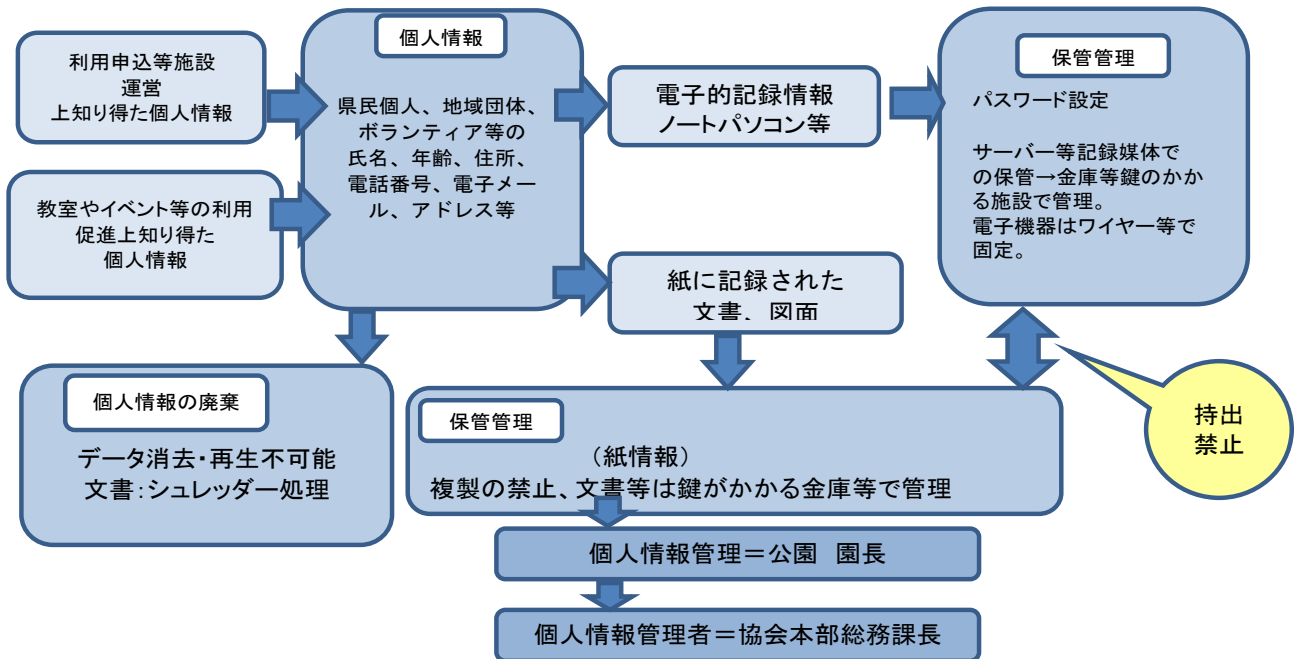 利用申込等施設
運営
上知り得た個人情報
教室やイベント等の利用
促進上知り得た
個人情報
個人情報
県民個人、地域団体、
ボランティア等の
氏名、年齢、住所、
電話番号、電子メー
ル、アドレス等
電子的記録情報
ノートパソコン等
紙に記録された
文書、図面
保管管理
パスワード設定
サーバー等記録媒体で
の保管→金庫等鍵のかか
る施設で管理。
電子機器はワイヤー等で
固定。
持出
禁止
個人情報の廃棄
データ消去・再生不可能
文書:シュレッダー処理
保管管理
（紙情報）
複製の禁止、文書等は鍵がかかる金庫等で管理
個人情報管理＝公園　園長
個人情報管理者＝協会本部総務課長